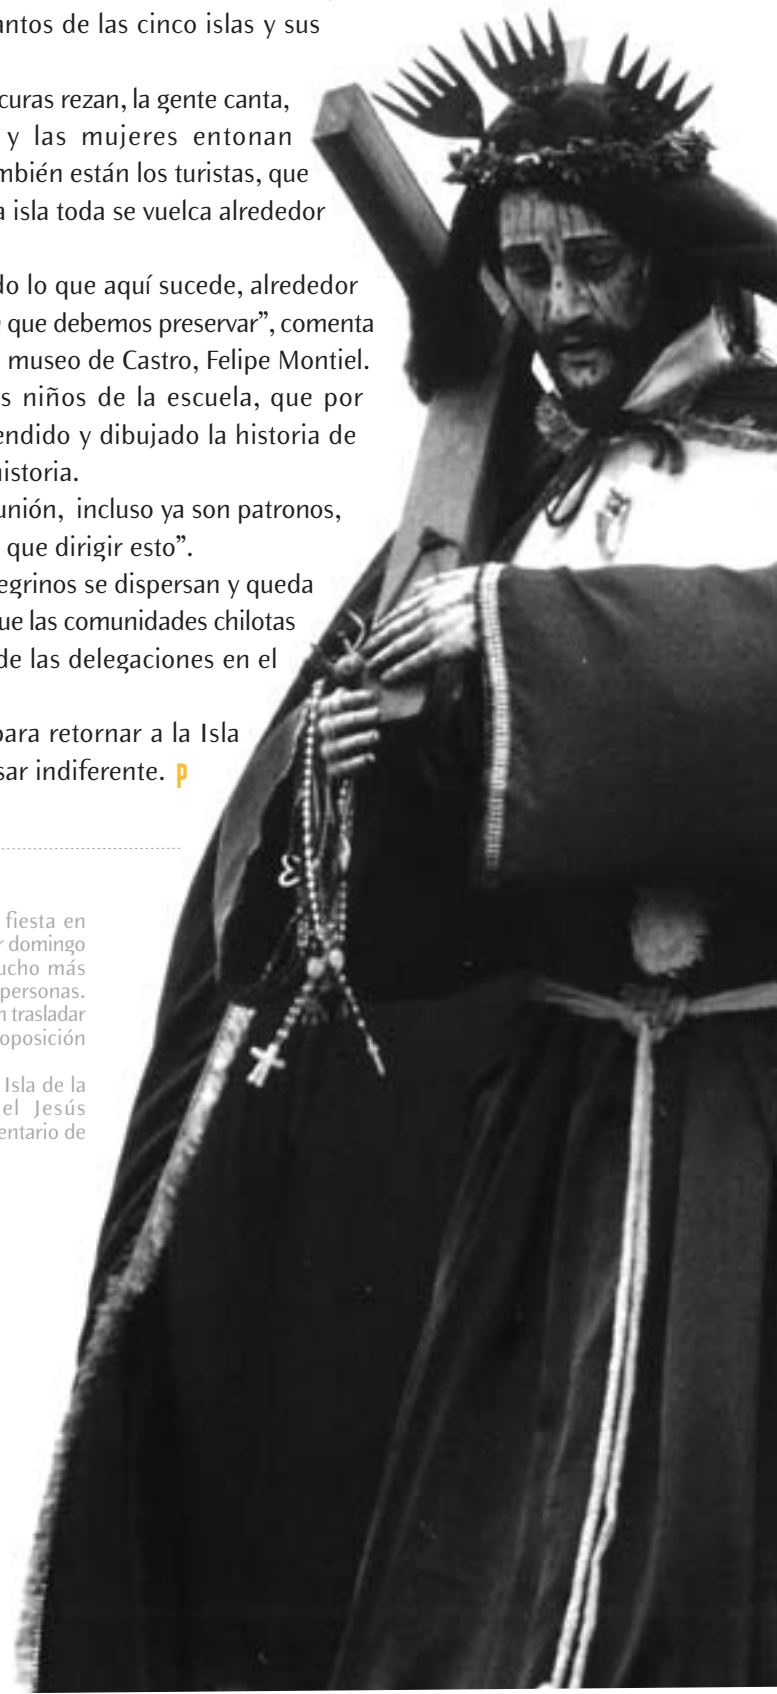 antos de las cinco islas y sus
curas rezan, la gente canta,
y las mujeres entonan
mbién están los turistas, que
a isla toda se vuelca alrededor
do lo que aquí sucede, alrededor
que debemos preservar”, comenta
museo de Castro, Felipe Montiel.
s niños de la escuela, que por
endido y dibujado la historia de
historia.
unión, incluso ya son patronos,
que dirigir esto”.
egrinos se dispersan y queda
ue las comunidades chilotas
de las delegaciones en el
para retornar a la Isla
sar indiferente. p
fiesta en
r domingo
ucho más
personas.
n trasladar
oposición
Isla de la
el Jesús
entario de